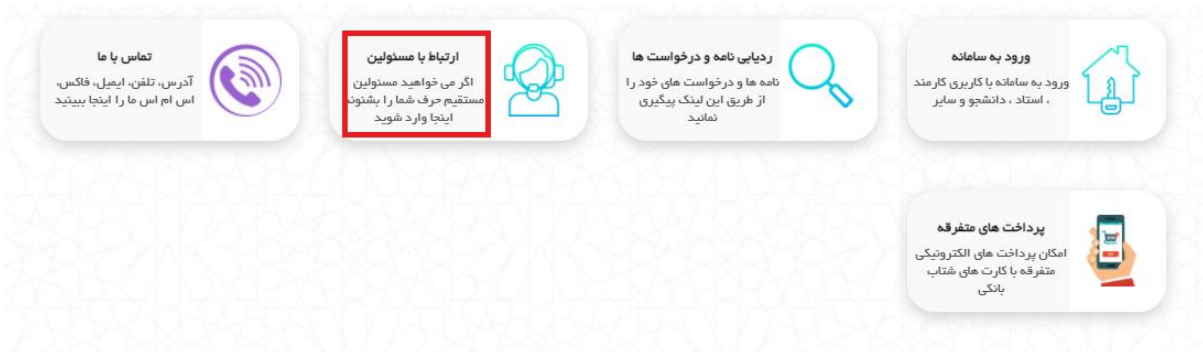 ورود به سامانه
ورود به سامانه با کاربری کارمند
، استاد ، دانشجو و سایر
ردیابی نامه و درخواست ها
نامه ها و درخواست های خود را
از طریق این لینک پیگیری
نمائید
ارتباط با مسئولین
اگر می خواهید مسئولین
مستقیم حرف شما را بشنوند
اینجا وارد شوید
تماس با ما
آدرس، تلفن، ایمیل، فاکس،
اس ام اس ما را اینجا ببینید
پرداخت های متفرقه
امکان پرداخت های الکترونیکی
متفرقه با کارت های شتاب
بانکی